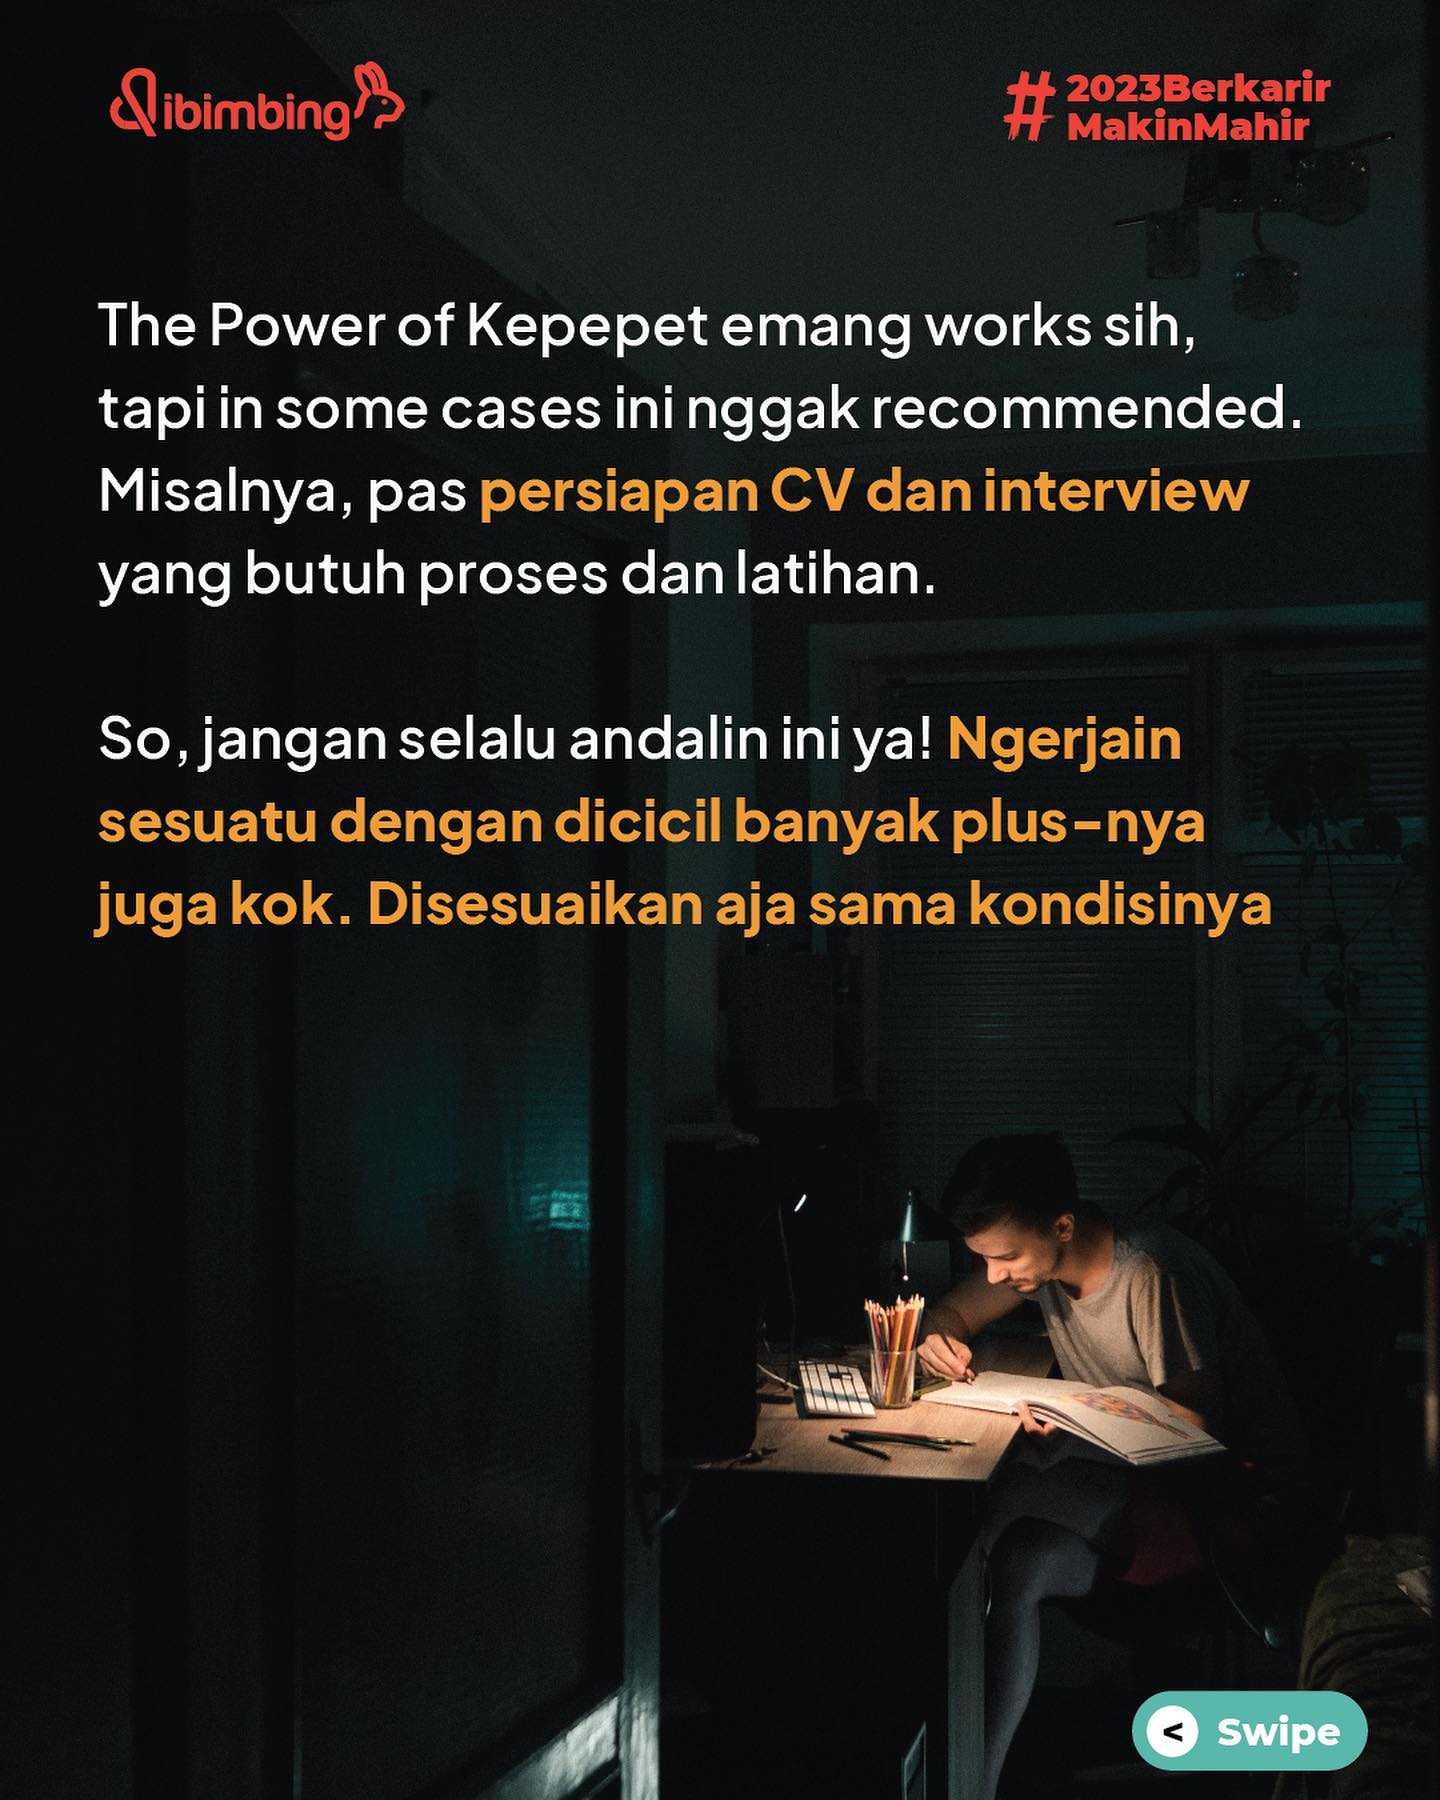 dibimbing
#2023Berkarir
MakinMahir
The Power of Kepepet emang works sih,
tapi in some cases ini nggak recommended.
Misalnya, pas persiapan CV dan interview
yang butuh proses dan latihan.
So, jangan selalu andalin ini ya! Ngerjain
sesuatu dengan dicicil banyak plus-nya
juga kok. Disesuaikan aja sama kondisinya
< Swipe